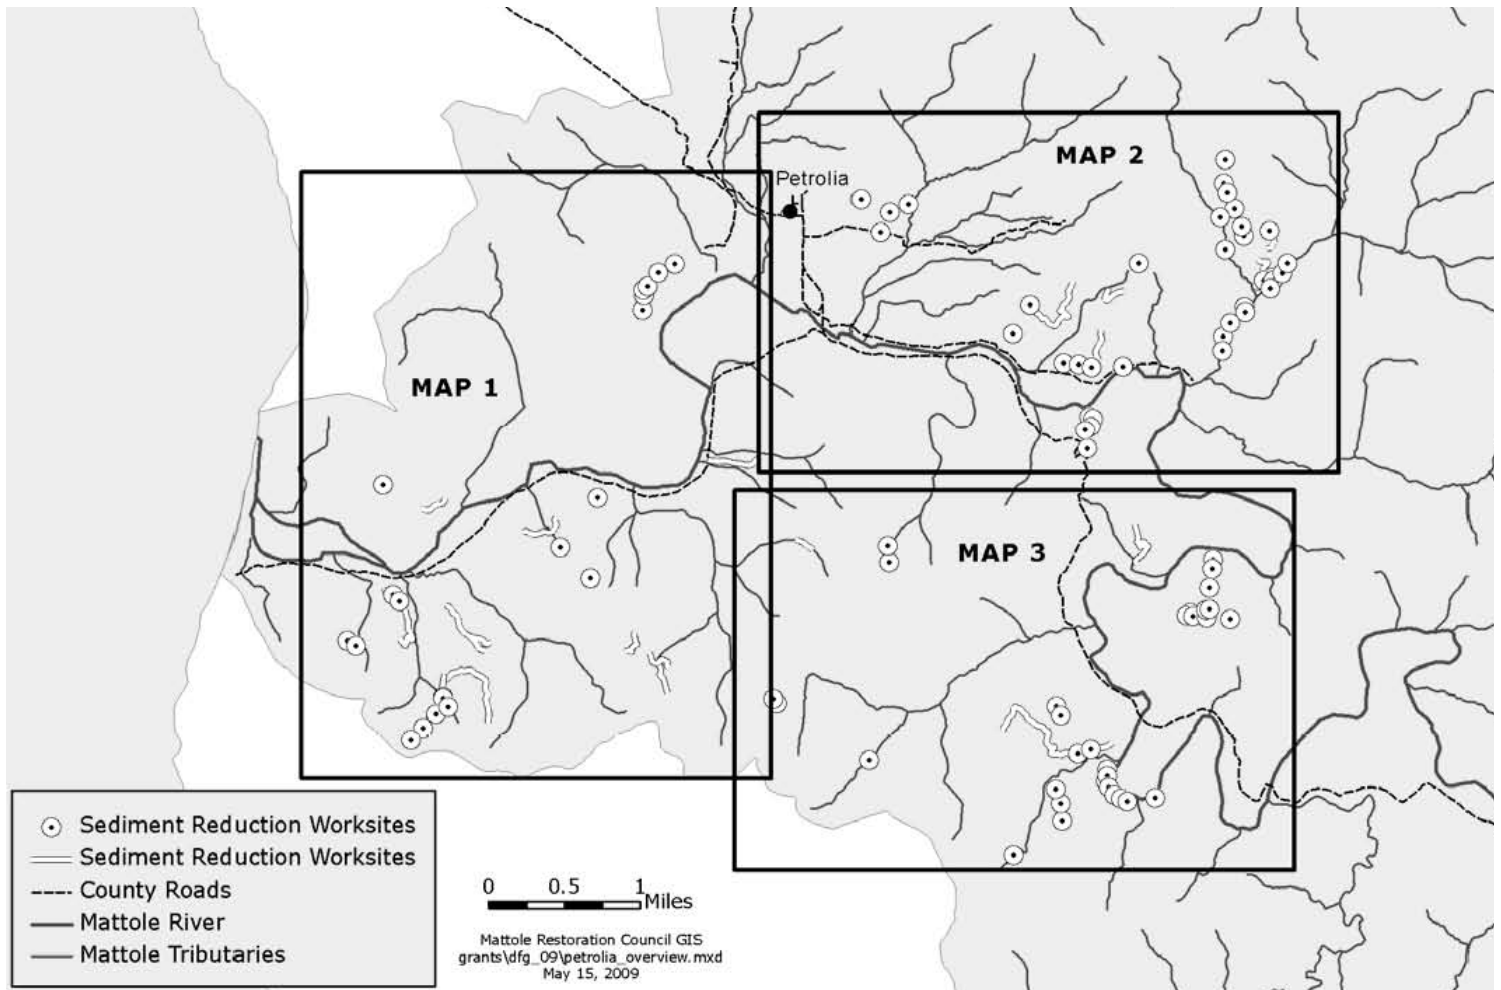 MAP 2
Petrolia
MAP 1
MAP 3
Sediment Reduction Worksites
Sediment Reduction Worksites
County Roads
Mattole River
Mattole Tributaries
0 0.5 1
Miles
Mattole Restoration Council GIS
grants\dfg_09\petrolia_overview.mxd
May 15, 2009